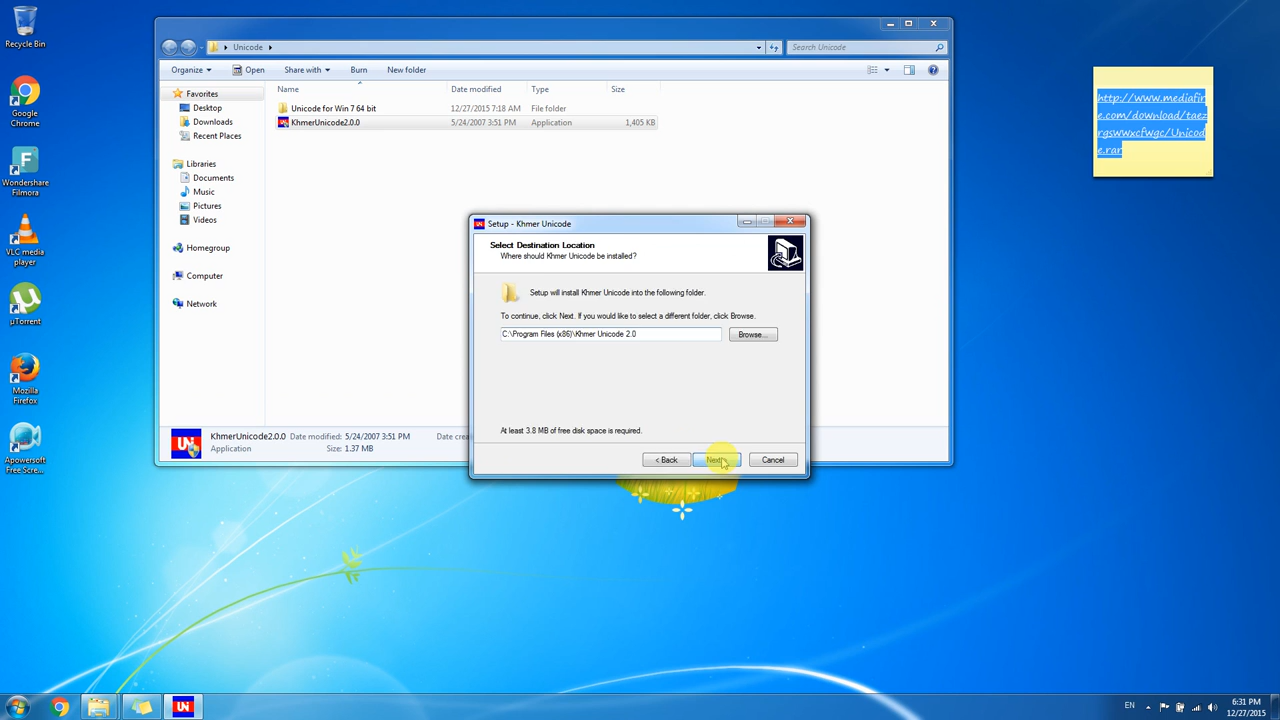 Recycle Bin
Google
Chrome
Wondershare
Filmora
VLC media
player
µTorrent
Mozilla
Firefox
Apowersoft
Free Scre...
Unicode
Search Unicode
Organize
Open
Share with
Burn
New folder
Name
Date modified
Type
Size
Favorites
Desktop
Downloads
Recent Places
Libraries
Documents
Music
Pictures
Videos
Homegroup
Computer
Network
Unicode for Win 7 64 bit
12/27/2015 7:18 AM
File folder
KhmerUnicode2.0.0
5/24/2007 3:51 PM
Application
1,405 KB
KhmerUnicode2.0.0 Date modified: 5/24/2007 3:51 PM
Application
Size: 1.37 MB
Setup - Khmer Unicode
Select Destination Location
Where should Khmer Unicode be installed?
Setup will install Khmer Unicode into the following folder.
To continue, click Next. If you would like to select a different folder, click Browse.
C:\Program Files (x86)\Khmer Unicode 2.0
Browse...
At least 3.8 MB of free disk space is required.
< Back
Next
Cancel
http://www.mediafir
e.com/download/taez
rgswwxcfwgc/Unicod
e.rar
EN
6:31 PM
12/27/2015